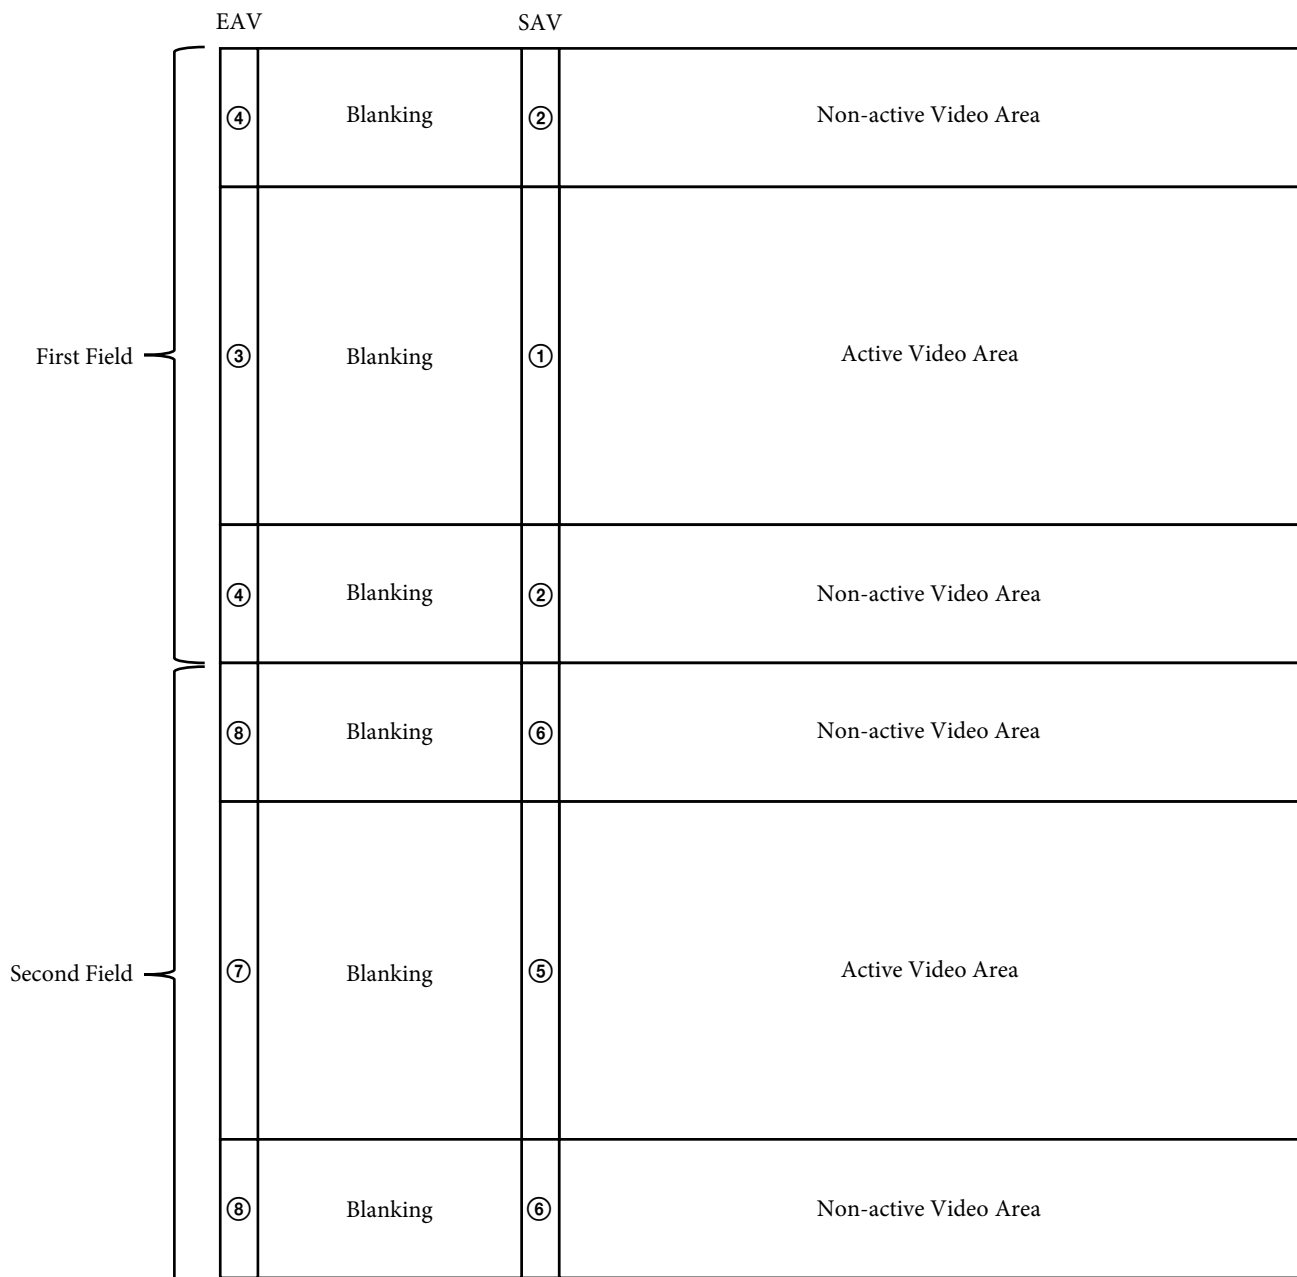 EAV SAV
④ Blanking ② Non-active Video Area
First Field ③ Blanking ① Active Video Area
④ Blanking ② Non-active Video Area
⑧ Blanking ⑥ Non-active Video Area
Second Field ⑦ Blanking ⑤ Active Video Area
⑧ Blanking ⑥ Non-active Video Area